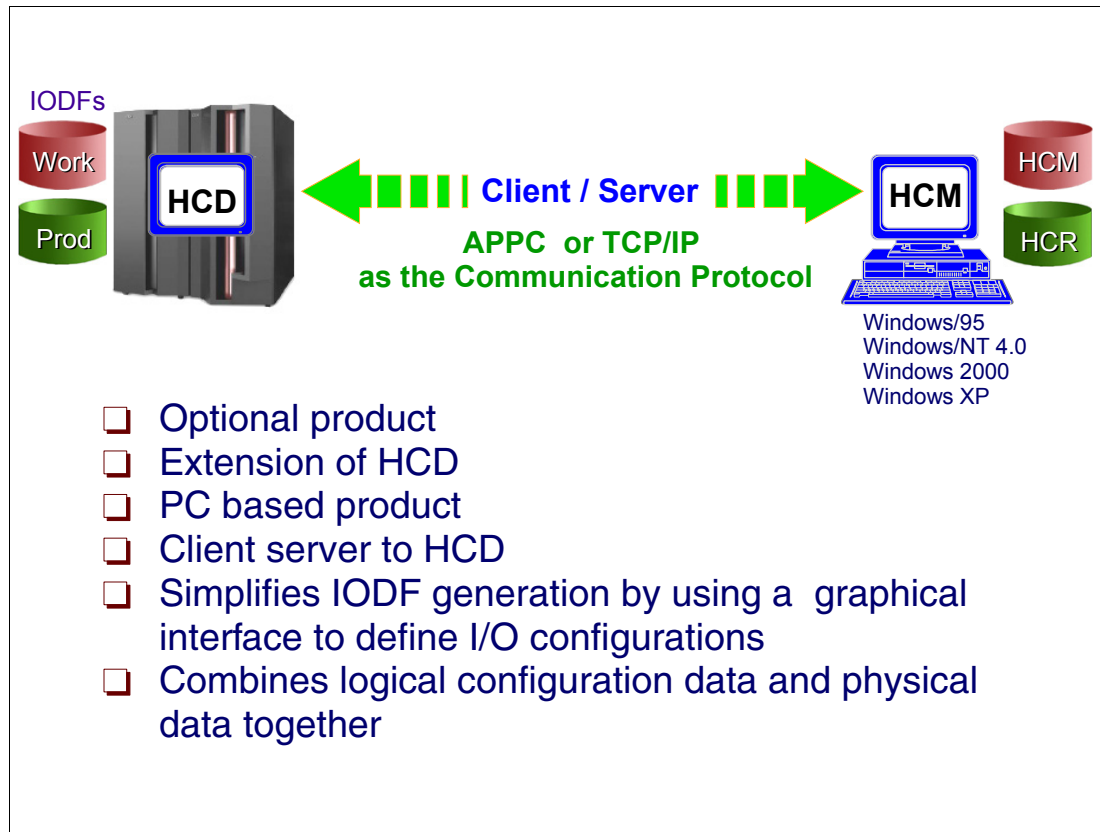 IODFs
Work
Prod
HCD
Client / Server
APPC or TCP/IP
as the Communication Protocol
HCM
HCM
HCR
Windows/95
Windows/NT 4.0
Windows 2000
Windows XP
Optional product
Extension of HCD
PC based product
Client server to HCD
Simplifies IODF generation by using a graphical
interface to define I/O configurations
Combines logical configuration data and physical
data together